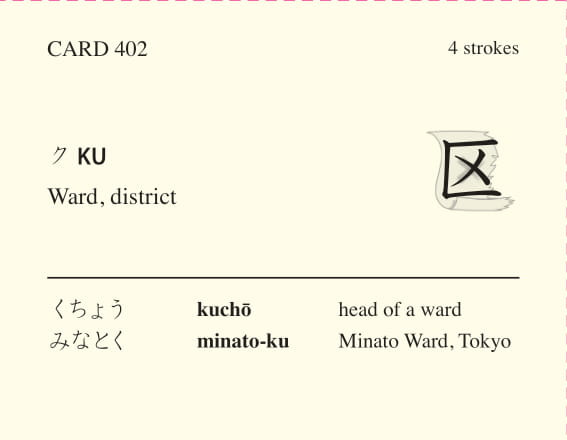 CARD 402
4 strokes
ク KU
区
Ward, district
くちょう kuchō head of a ward
みなとく minato-ku Minato Ward, Tokyo